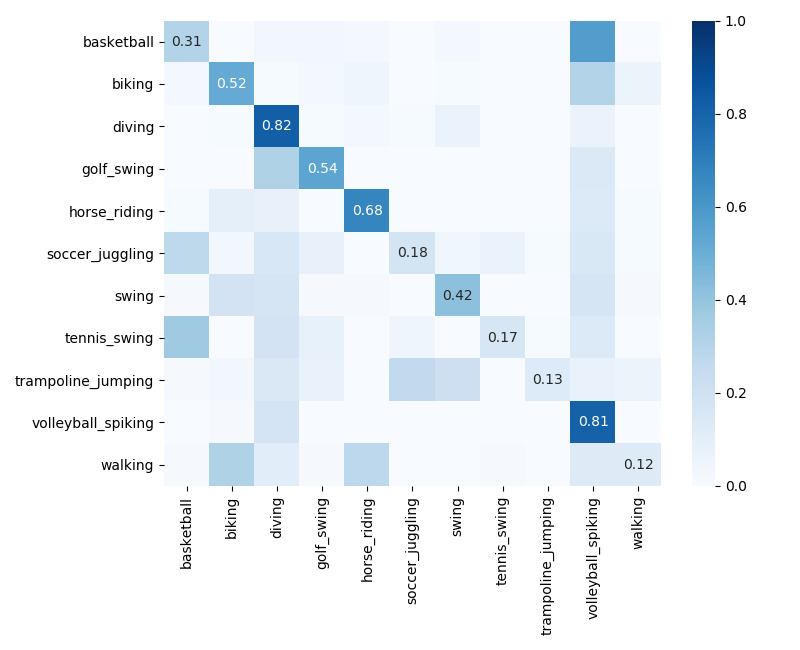 basketball 0.31
biking 0.52
diving 0.82
golf_swing 0.54
horse_riding 0.68
soccer_juggling 0.18
swing 0.42
tennis_swing 0.17
trampoline_jumping 0.13
volleyball_spiking 0.81
walking 0.12
basketball
biking
diving
golf_swing
horse_riding
soccer_juggling
swing
tennis_swing
trampoline_jumping
volleyball_spiking
walking
1.0
0.8
0.6
0.4
0.2
0.0